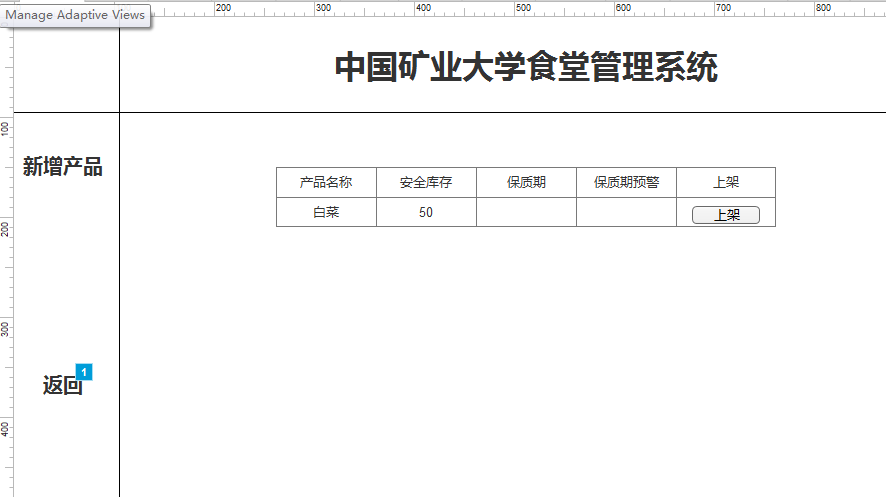 Manage Adaptive Views
200 300 400 500 600 700 800
中国矿业大学食堂管理系统
100
新增产品
产品名称 安全库存 保质期 保质期预警 上架
白菜 50 上架
200
300
返回 1
400